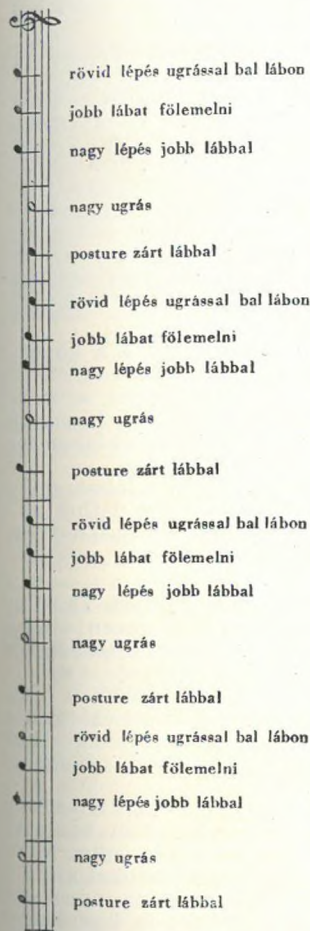 rövid lépés ugrással bal lábon
jobb lábat fölemelni
nagy lépés jobb lábbal
nagy ugrás
posture zárt lábbal
rövid lépés ugrással bal lábon
jobb lábat fölemelni
nagy lépés jobb lábbal
nagy ugrás
posture zárt lábbal
rövid lépés ugrással bal lábon
jobb lábat fölemelni
nagy lépés jobb lábbal
nagy ugrás
posture zárt lábbal
rövid lépés ugrással bal lábon
jobb lábat fölemelni
nagy lépés jobb lábbal
nagy ugrás
posture zárt lábbal